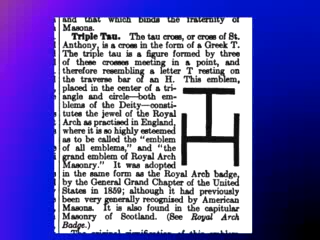 and that which binds the fraternity of
Masons.
Triple Tau. The tau cross, or cross of St.
Anthony, is a cross in the form of a Greek T.
The triple tau is a figure formed by three
of these crosses meeting in a point, and
therefore resembling a letter T resting on
the traverse bar of an H. This emblem,
placed in the center of a tri-
angle and circle—both em-
blems of the Deity—consti-
tutes the jewel of the Royal
Arch as practised in England,
where it is so highly esteemed
as to be called the "emblem
of all emblems," and "the
grand emblem of Royal Arch
Masonry." It was adopted
in the same form as the Royal Arch badge,
by the General Grand Chapter of the United
States in 1859; although it had previously
been very generally recognised by American
Masons. It is also found in the capitular
Masonry of Scotland. (See Royal Arch
Badge.)
The original signification of this emblem